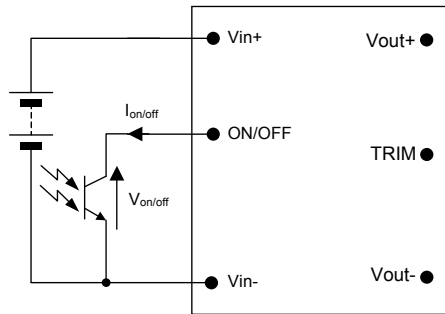 Vin+
Vout+
Ion/off
ON/OFF
TRIM
Von/off
Vin-
Vout-